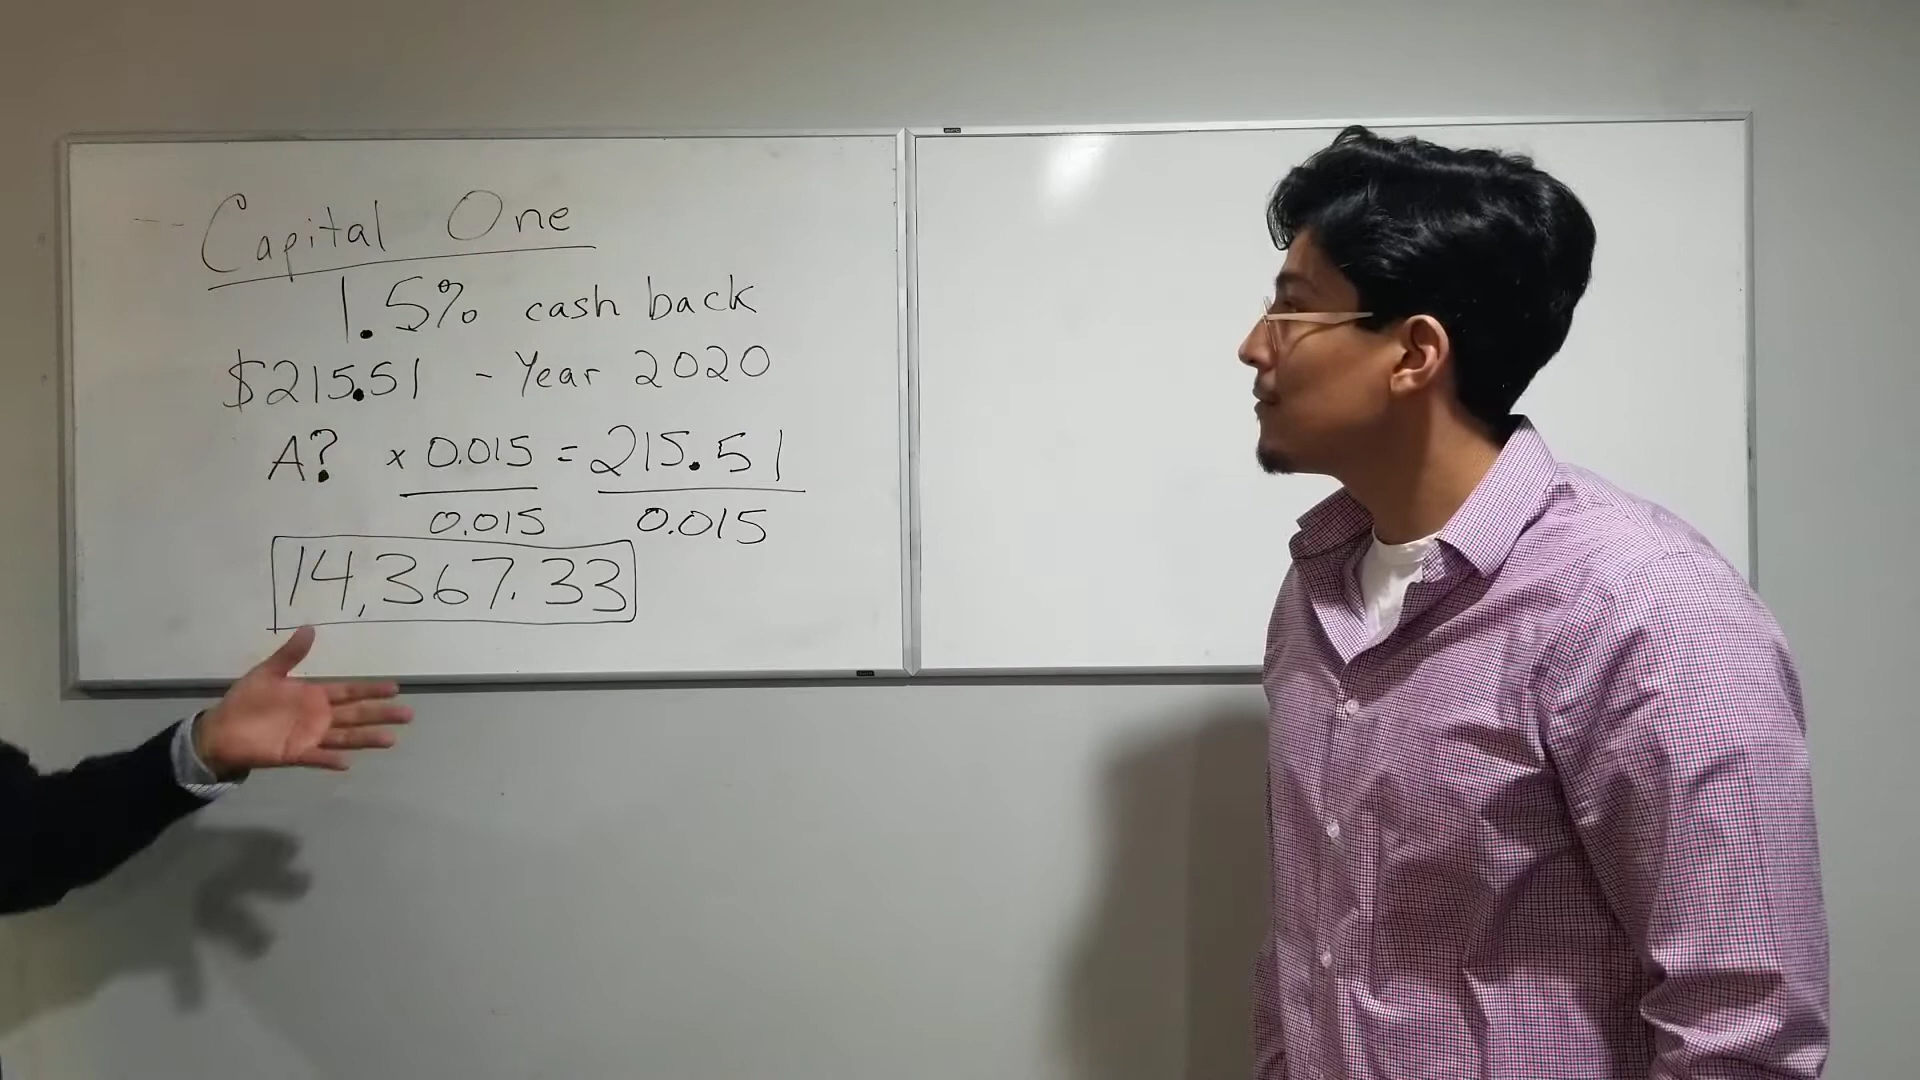 Capital One
1.5% cash back
$215.51 - Year 2020
A? x 0.015 = 215.51
0.015 0.015
14,367.33